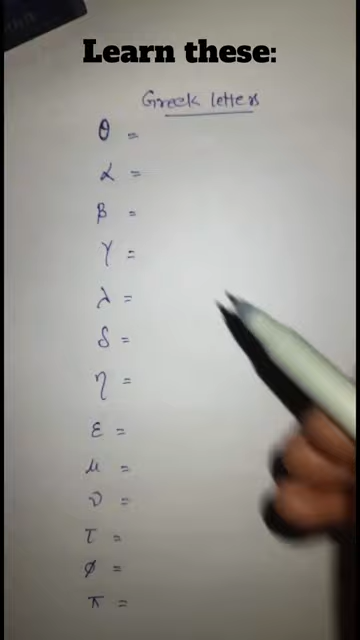 Learn these:
Greek letters
θ =
α =
β =
γ =
λ =
δ =
η =
ε =
μ =
ν =
τ =
φ =
π =